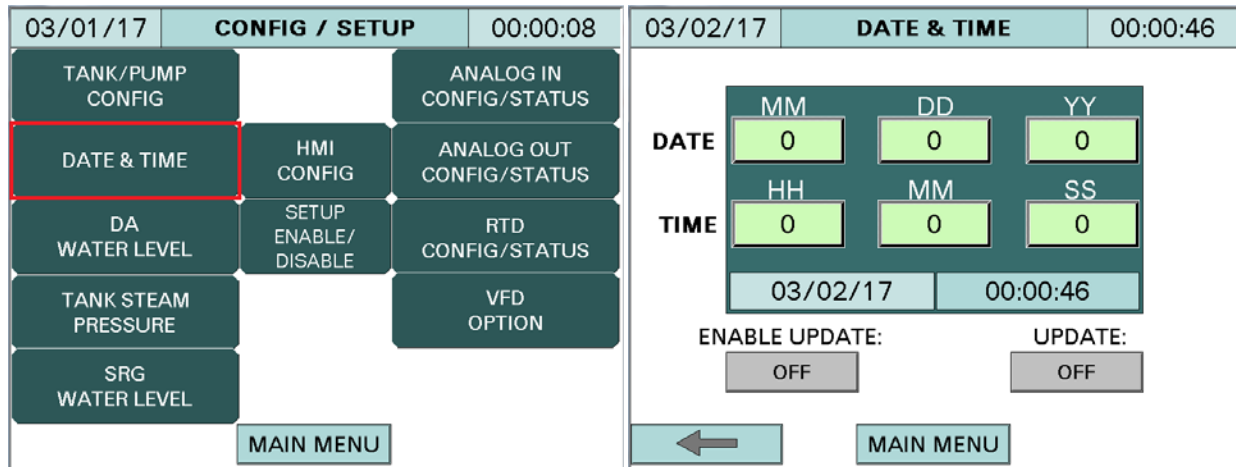 03/01/17 CONFIG / SETUP 00:00:08
TANK/PUMP
CONFIG
ANALOG IN
CONFIG/STATUS
DATE & TIME
HMI
CONFIG
ANALOG OUT
CONFIG/STATUS
DA
WATER LEVEL
SETUP
ENABLE/
DISABLE
RTD
CONFIG/STATUS
TANK STEAM
PRESSURE
VFD
OPTION
SRG
WATER LEVEL
MAIN MENU
03/02/17 DATE & TIME 00:00:46
MM DD YY
DATE 0 0 0
HH MM SS
TIME 0 0 0
03/02/17 00:00:46
ENABLE UPDATE: UPDATE:
OFF OFF
MAIN MENU